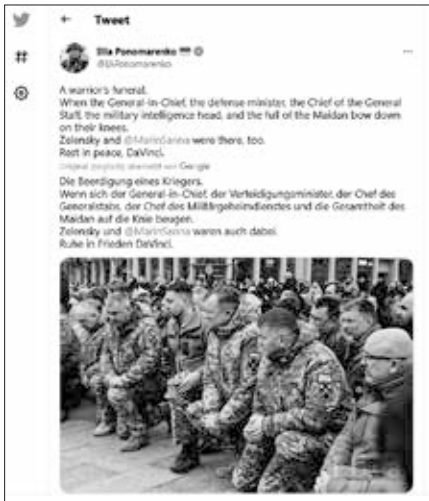 Tweet
Illia Ponomarenko
@IAPonomarenko
A warrior's funeral.
When the General-in-Chief, the defense minister, the Chief of the General
Staff, the military intelligence head, and the full of the Maidan bow down
on their knees.
Zelensky and @MarinSanna were there, too.
Rest in peace, DaVinci.
Google
Die Beerdigung eines Kriegers.
Wenn sich der General-in-Chief, der Verteidigungsminister, der Chef des
Generalstabs, der Chef des Militärgeheimdienstes und die Gesamtheit des
Maidan auf die Knie beugen.
Zelensky und @MarinSanna waren auch dabei.
Ruhe in Frieden DaVinci.